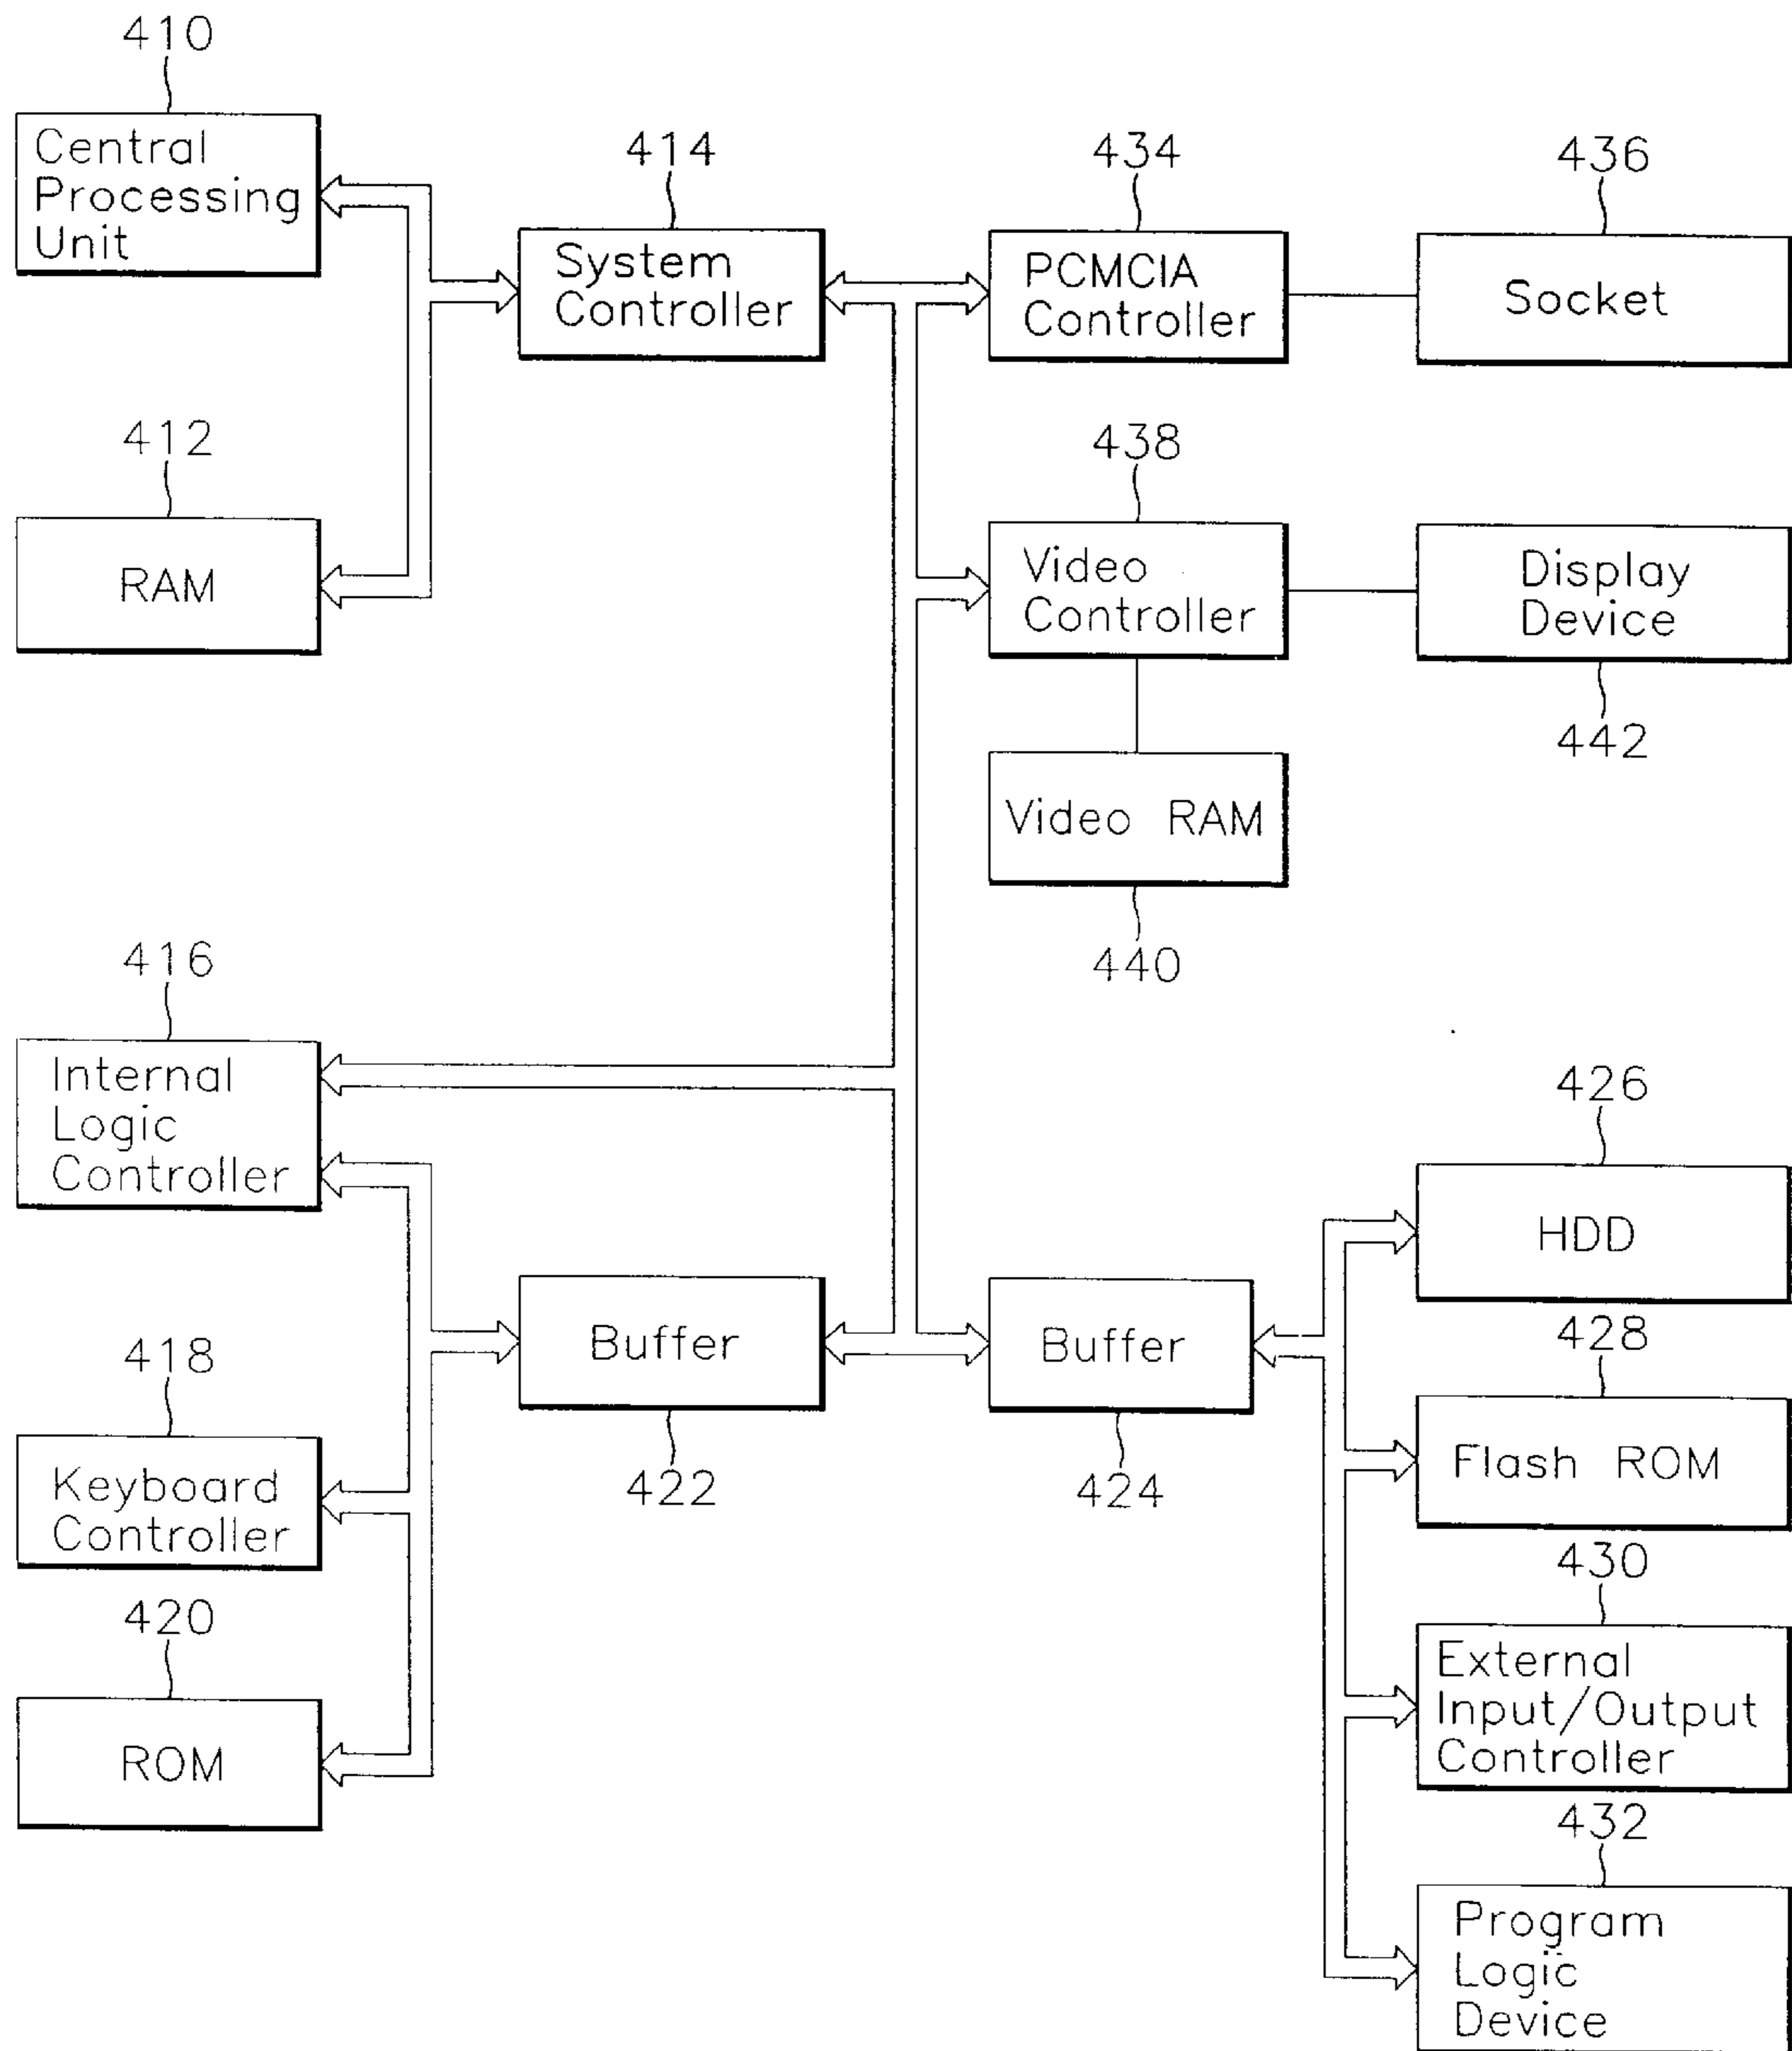 410
Central
Processing
Unit
414
System
Controller
434
PCMCIA
Controller
436
Socket
412
RAM
438
Video
Controller
Display
Device
442
Video RAM
440
416
Internal
Logic
Controller
426
HDD
Buffer
422
Buffer
424
418
Keyboard
Controller
428
Flash ROM
420
ROM
430
External
Input/Output
Controller
432
Program
Logic
Device